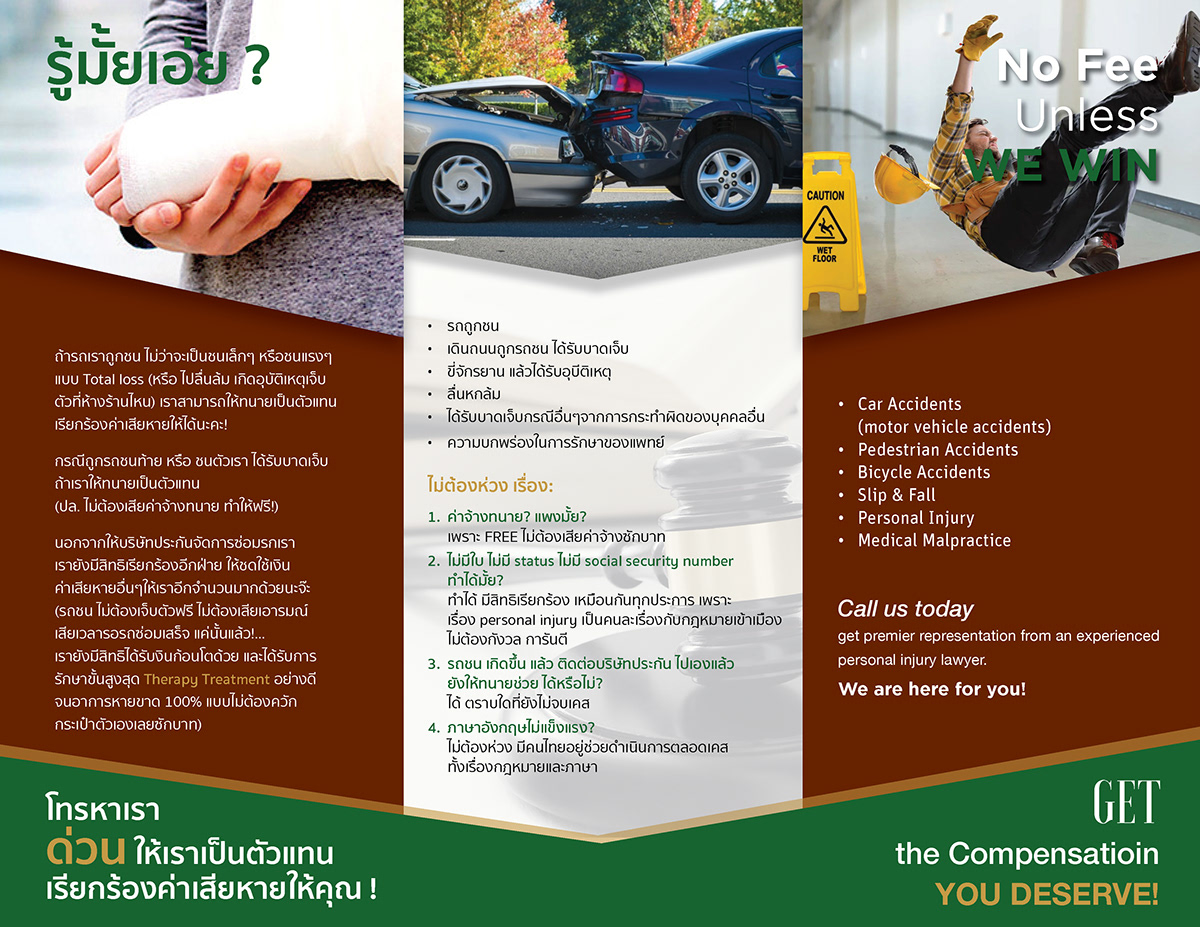 รู้มั้ยเอ่ย ?
ถ้ารถเราถูกชน ไม่ว่าจะเป็นชนเล็กๆ หรือชนแรงๆ
แบบ Total loss (หรือ ไปลื่นล้ม เกิดอุบัติเหตุเจ็บ
ตัวที่ห้างร้านไหน) เราสามารถให้ทนายเป็นตัวแทน
เรียกร้องค่าเสียหายให้ได้นะคะ!
กรณีถูกรถชนท้าย หรือ ชนตัวเรา ได้รับบาดเจ็บ
ถ้าเราให้ทนายเป็นตัวแทน
(ปล. ไม่ต้องเสียค่าจ้างทนาย ทำให้ฟรี!)
นอกจากให้บริษัทประกันจัดการซ่อมรถเรา
เรายังมีสิทธิเรียกร้องอีกฝ่าย ให้ชดใช้เงิน
ค่าเสียหายอื่นๆให้เราอีกจำนวนมากด้วยนะจ๊ะ
(รถชน ไม่ต้องเจ็บตัวฟรี ไม่ต้องเสียอารมณ์
เสียเวลารอรถซ่อมเสร็จ แค่นั้นแล้ว!...
เรายังมีสิทธิได้รับเงินก้อนโตด้วย และได้รับการ
รักษาขั้นสูงสุด Therapy Treatment อย่างดี
จนอาการหายขาด 100% แบบไม่ต้องควัก
กระเป๋าตัวเองเลยซักบาท)
โทรหาเรา
ด่วน ให้เราเป็นตัวแทน
เรียกร้องค่าเสียหายให้คุณ !
• รถถูกชน
• เดินถนนถูกรถชน ได้รับบาดเจ็บ
• ขี่จักรยาน แล้วได้รับอุบีติเหตุ
• ลื่นหกล้ม
• ได้รับบาดเจ็บกรณีอื่นๆจากการกระทำผิดของบุคคลอื่น
• ความบกพร่องในการรักษาของแพทย์
ไม่ต้องห่วง เรื่อง:
1. ค่าจ้างทนาย? แพงมั้ย?
เพราะ FREE ไม่ต้องเสียค่าจ้างซักบาท
2. ไม่มีใบ ไม่มี status ไม่มี social security number
ทำได้มั้ย?
ทำได้ มีสิทธิเรียกร้อง เหมือนกันทุกประการ เพราะ
เรื่อง personal injury เป็นคนละเรื่องกับกฎหมายเข้าเมือง
ไม่ต้องกังวล การันตี
3. รถชน เกิดขึ้น แล้ว ติดต่อบริษัทประกัน ไปเองแล้ว
ยังให้ทนายช่วย ได้หรือไม่?
ได้ ตราบใดที่ยังไม่จบเคส
4. ภาษาอังกฤษไม่แข็งแรง?
ไม่ต้องห่วง มีคนไทยอยู่ช่วยดำเนินการตลอดเคส
ทั้งเรื่องกฎหมายและภาษา
No Fee
Unless
WE WIN
CAUTION
WET
FLOOR
• Car Accidents
(motor vehicle accidents)
• Pedestrian Accidents
• Bicycle Accidents
• Slip & Fall
• Personal Injury
• Medical Malpractice
Call us today
get premier representation from an experienced
personal injury lawyer.
We are here for you!
GET
the Compensatioin
YOU DESERVE!